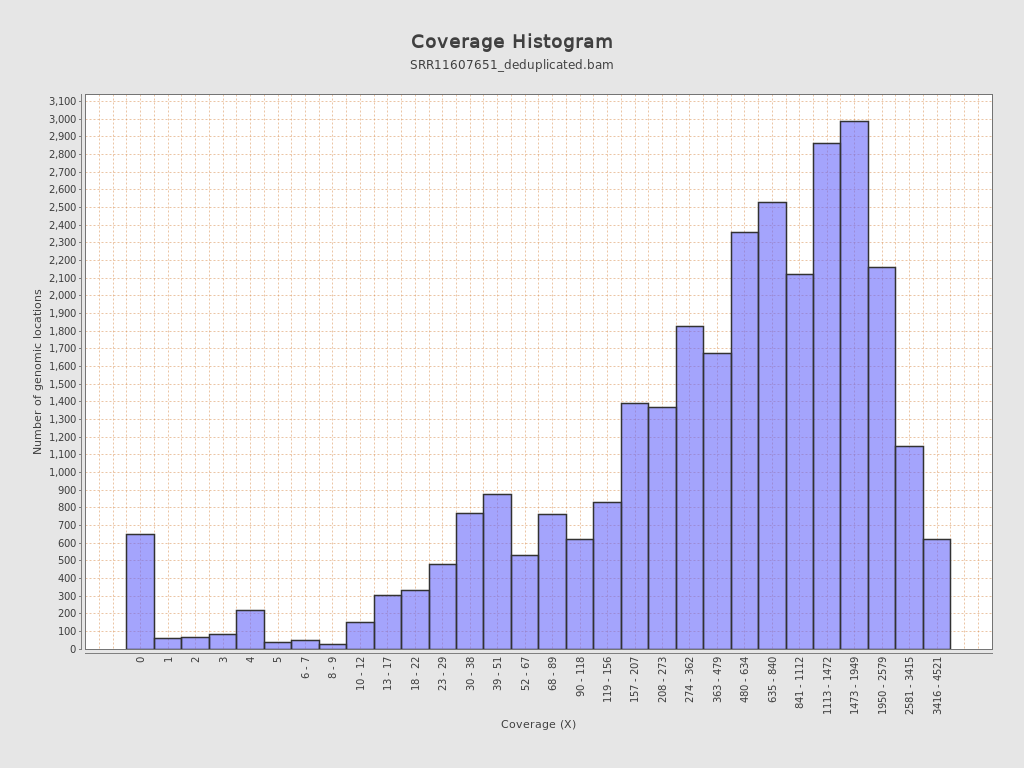 Coverage Histogram
SRR11607651_deduplicated.bam
Number of genomic locations
3,100
3,000
2,900
2,800
2,700
2,600
2,500
2,400
2,300
2,200
2,100
2,000
1,900
1,800
1,700
1,600
1,500
1,400
1,300
1,200
1,100
1,000
900
800
700
600
500
400
300
200
100
0
0
1
2
3
4
5
6 - 7
8 - 9
10 - 12
13 - 17
18 - 22
23 - 29
30 - 38
39 - 51
52 - 67
68 - 89
90 - 118
119 - 156
157 - 207
208 - 273
274 - 362
363 - 479
480 - 634
635 - 840
841 - 1112
1113 - 1472
1473 - 1949
1950 - 2579
2581 - 3415
3416 - 4521
Coverage (X)